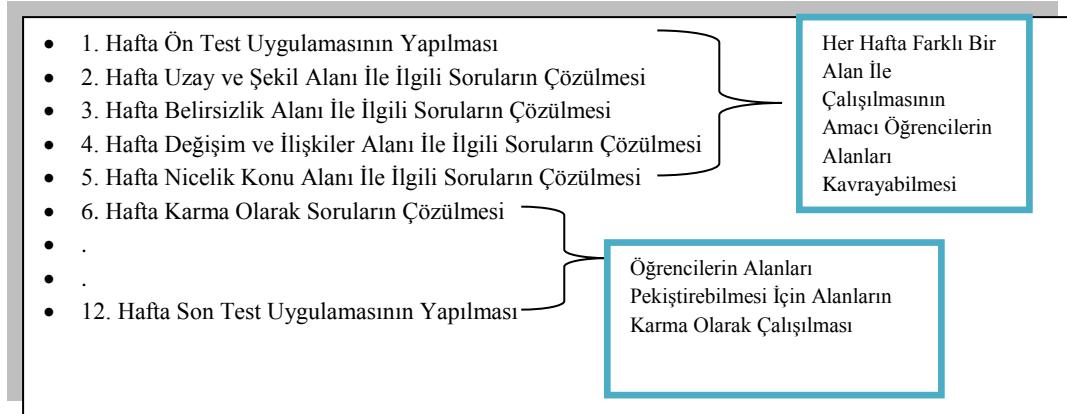 • 1. Hafta Ön Test Uygulamasının Yapılması
• 2. Hafta Uzay ve Şekil Alanı İle İlgili Soruların Çözülmesi
• 3. Hafta Belirsizlik Alanı İle İlgili Soruların Çözülmesi
• 4. Hafta Değişim ve İlişkiler Alanı İle İlgili Soruların Çözülmesi
• 5. Hafta Nicelik Konu Alanı İle İlgili Soruların Çözülmesi
• 6. Hafta Karma Olarak Soruların Çözülmesi
• .
• .
• 12. Hafta Son Test Uygulamasının Yapılması
Her Hafta Farklı Bir
Alan İle
Çalışılmasının
Amacı Öğrencilerin
Alanları
Kavrayabilmesi
Öğrencilerin Alanları
Pekiştirebilmesi İçin Alanların
Karma Olarak Çalışılması